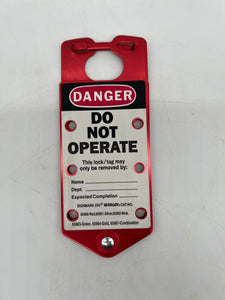 DANGER
DO
NOT
OPERATE
This lock/tag may
only be removed by:
Name
Dept.
Expected Completion